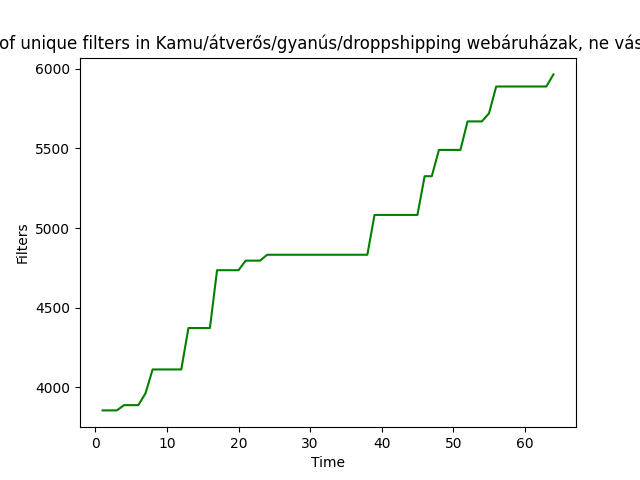 of unique filters in Kamu/átverős/gyanús/droppshipping webáruházak, ne vás
6000
5500
5000
4500
4000
Filters
0 10 20 30 40 50 60
Time